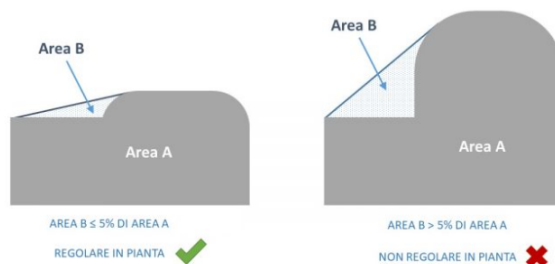 Area B
Area A
AREA B ≤ 5% DI AREA A
REGOLARE IN PIANTA
Area B
Area A
AREA B > 5% DI AREA A
NON REGOLARE IN PIANTA